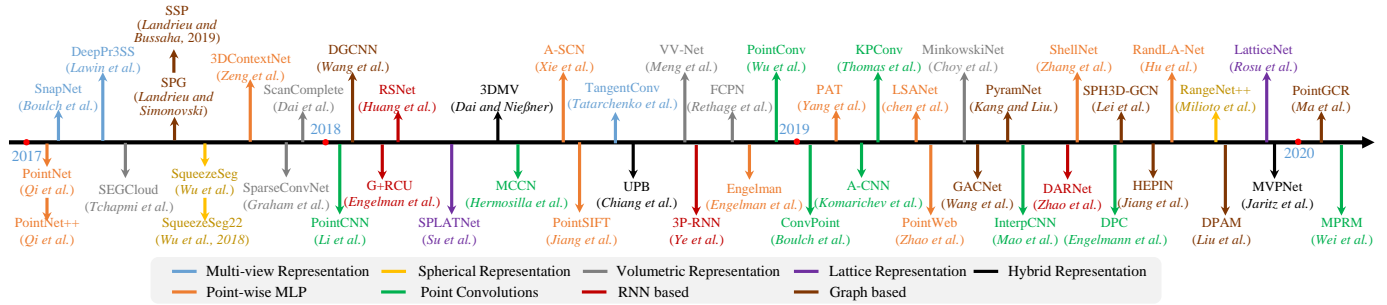 SSP
(Landrieu and
Bussaha, 2019)
SPG
(Landrieu and
Simonovski)
DeepPr3SS
(Lawin et al.)
SnapNet
(Boulch et al.)
3DContextNet
(Zeng et al.)
ScanComplete
(Dai et al.)
DGCNN
(Wang et al.)
RSNet
(Huang et al.)
3DMV
(Dai and Nießner)
A-SCN
(Xie et al.)
TangentConv
(Tatarchenko et al.)
VV-Net
(Meng et al.)
FCPN
(Rethage et al.)
PointConv
(Wu et al.)
PAT
(Yang et al.)
KPConv
(Thomas et al.)
LSANet
(chen et al.)
MinkowskiNet
(Choy et al.)
PyramNet
(Kang and Liu.)
ShellNet
(Zhang et al.)
SPH3D-GCN
(Lei et al.)
RandLA-Net
(Hu et al.)
RangeNet++
(Milioto et al.)
LatticeNet
(Rosu et al.)
PointGCR
(Ma et al.)
2017
2018
2019
2020
PointNet
(Qi et al.)
PointNet++
(Qi et al.)
SEGCloud
(Tchapmi et al.)
SqueezeSeg
(Wu et al.)
SqueezeSeg22
(Wu et al., 2018)
SparseConvNet
(Graham et al.)
PointCNN
(Li et al.)
G+RCU
(Engelman et al.)
SPLATNet
(Su et al.)
MCCN
(Hermosilla et al.)
PointSIFT
(Jiang et al.)
UPB
(Chiang et al.)
3P-RNN
(Ye et al.)
Engelman
(Engelman et al.)
ConvPoint
(Boulch et al.)
A-CNN
(Komarichev et al.)
PointWeb
(Zhao et al.)
GACNet
(Wang et al.)
InterpCNN
(Mao et al.)
DARNet
(Zhao et al.)
DPC
(Engelmann et al.)
HEPIN
(Jiang et al.)
DPAM
(Liu et al.)
MVPNet
(Jaritz et al.)
MPRM
(Wei et al.)
Multi-view Representation
Spherical Representation
Volumetric Representation
Lattice Representation
Hybrid Representation
Point-wise MLP
Point Convolutions
RNN based
Graph based